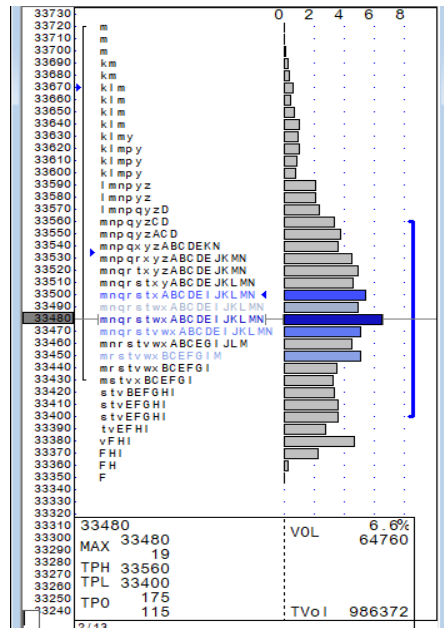 0 2 4 6 8
33730
33720 m
33710 m
33700 m
33690 km
33680 km
33670 klm
33660 klm
33650 klm
33640 klm
33630 klmy
33620 klmpy
33610 klmpy
33600 klmpy
33590 lmnpyz
33580 lmnpyz
33570 lmnpqyzD
33560 mnpqyzCD
33550 mnpqyzACD
33540 mnpqxyzABCDEKN
33530 mnpqrxyzABCDEJKMN
33520 mnqrtxyzABCDEJKMN
33510 mnqrstxyzABCDEJKLMN
33500 mnqrstxABCDEIJKLMN
33490 mnqrstwxABCDEIJKLMN
33480 mnqrstwxABCDEIJKLMN
33470 mnqrstvwxABCDEIJKLMN
33460 mnrstvwxABCEGIJLM
33450 mrstvwxBCEFGIM
33440 mrstvwxBCEFGI
33430 mstvxBCEFGI
33420 stvBEFGHI
33410 stvEFGHI
33400 stvEFGHI
33390 tvEFHI
33380 vFHI
33370 FHI
33360 FH
33350 F
33340
33330
33320
33310 33480 VOL 6.6%
33300 MAX 33480 64760
33290 19
33280
33270 TPH 33560
33260 TPL 33400
33250 TPO 175
33240 115 TVol 986372
2/13